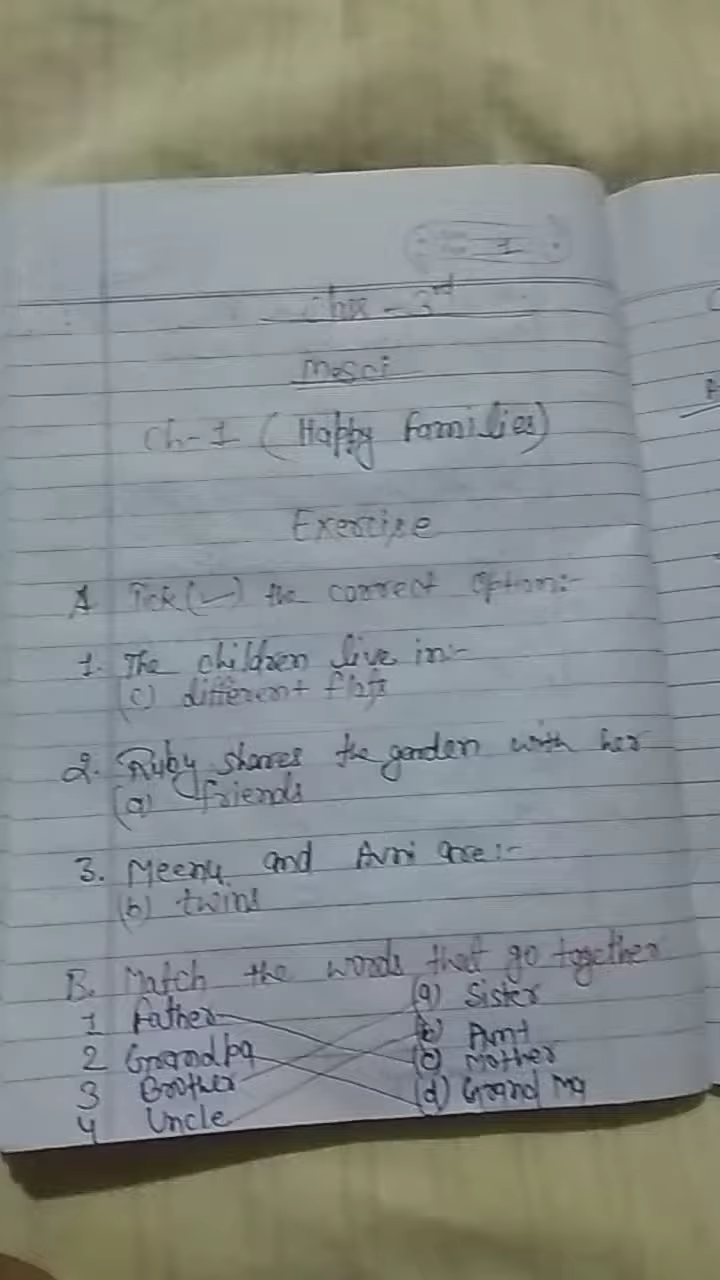 1
Class - 3rd
Mosci
Ch-1 (Happy Families)
Exercise
A Tick (✓) the correct option:-
1. The children live in:-
(c) different flats
2. Ruby shares the garden with her
(a) friends
3. Meenu and Avni are:-
(b) twins
B. Match the words that go together
1 Father (a) Sister
2 Grandpa (b) Aunt
3 Brother (c) Mother
4 Uncle (d) Grand ma